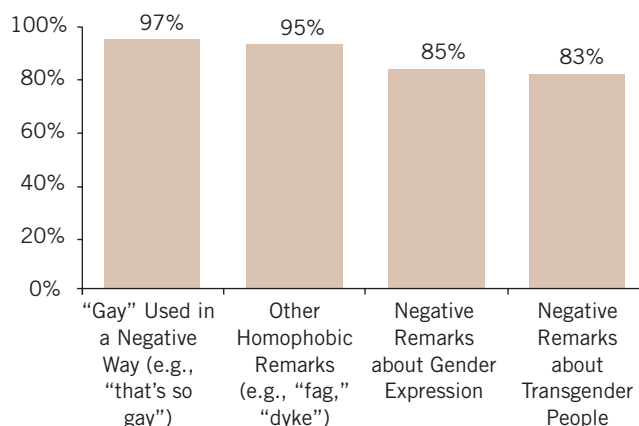 100%
80%
60%
40%
20%
0%
97%
95%
85%
83%
“Gay” Used in
a Negative
Way (e.g.,
“that’s so
gay”)
Other
Homophobic
Remarks
(e.g., “fag,”
“dyke”)
Negative
Remarks
about Gender
Expression
Negative
Remarks
about
Transgender
People